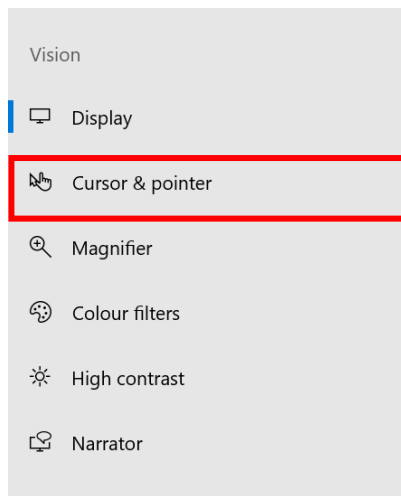 Vision
Display
Cursor & pointer
Magnifier
Colour filters
High contrast
Narrator